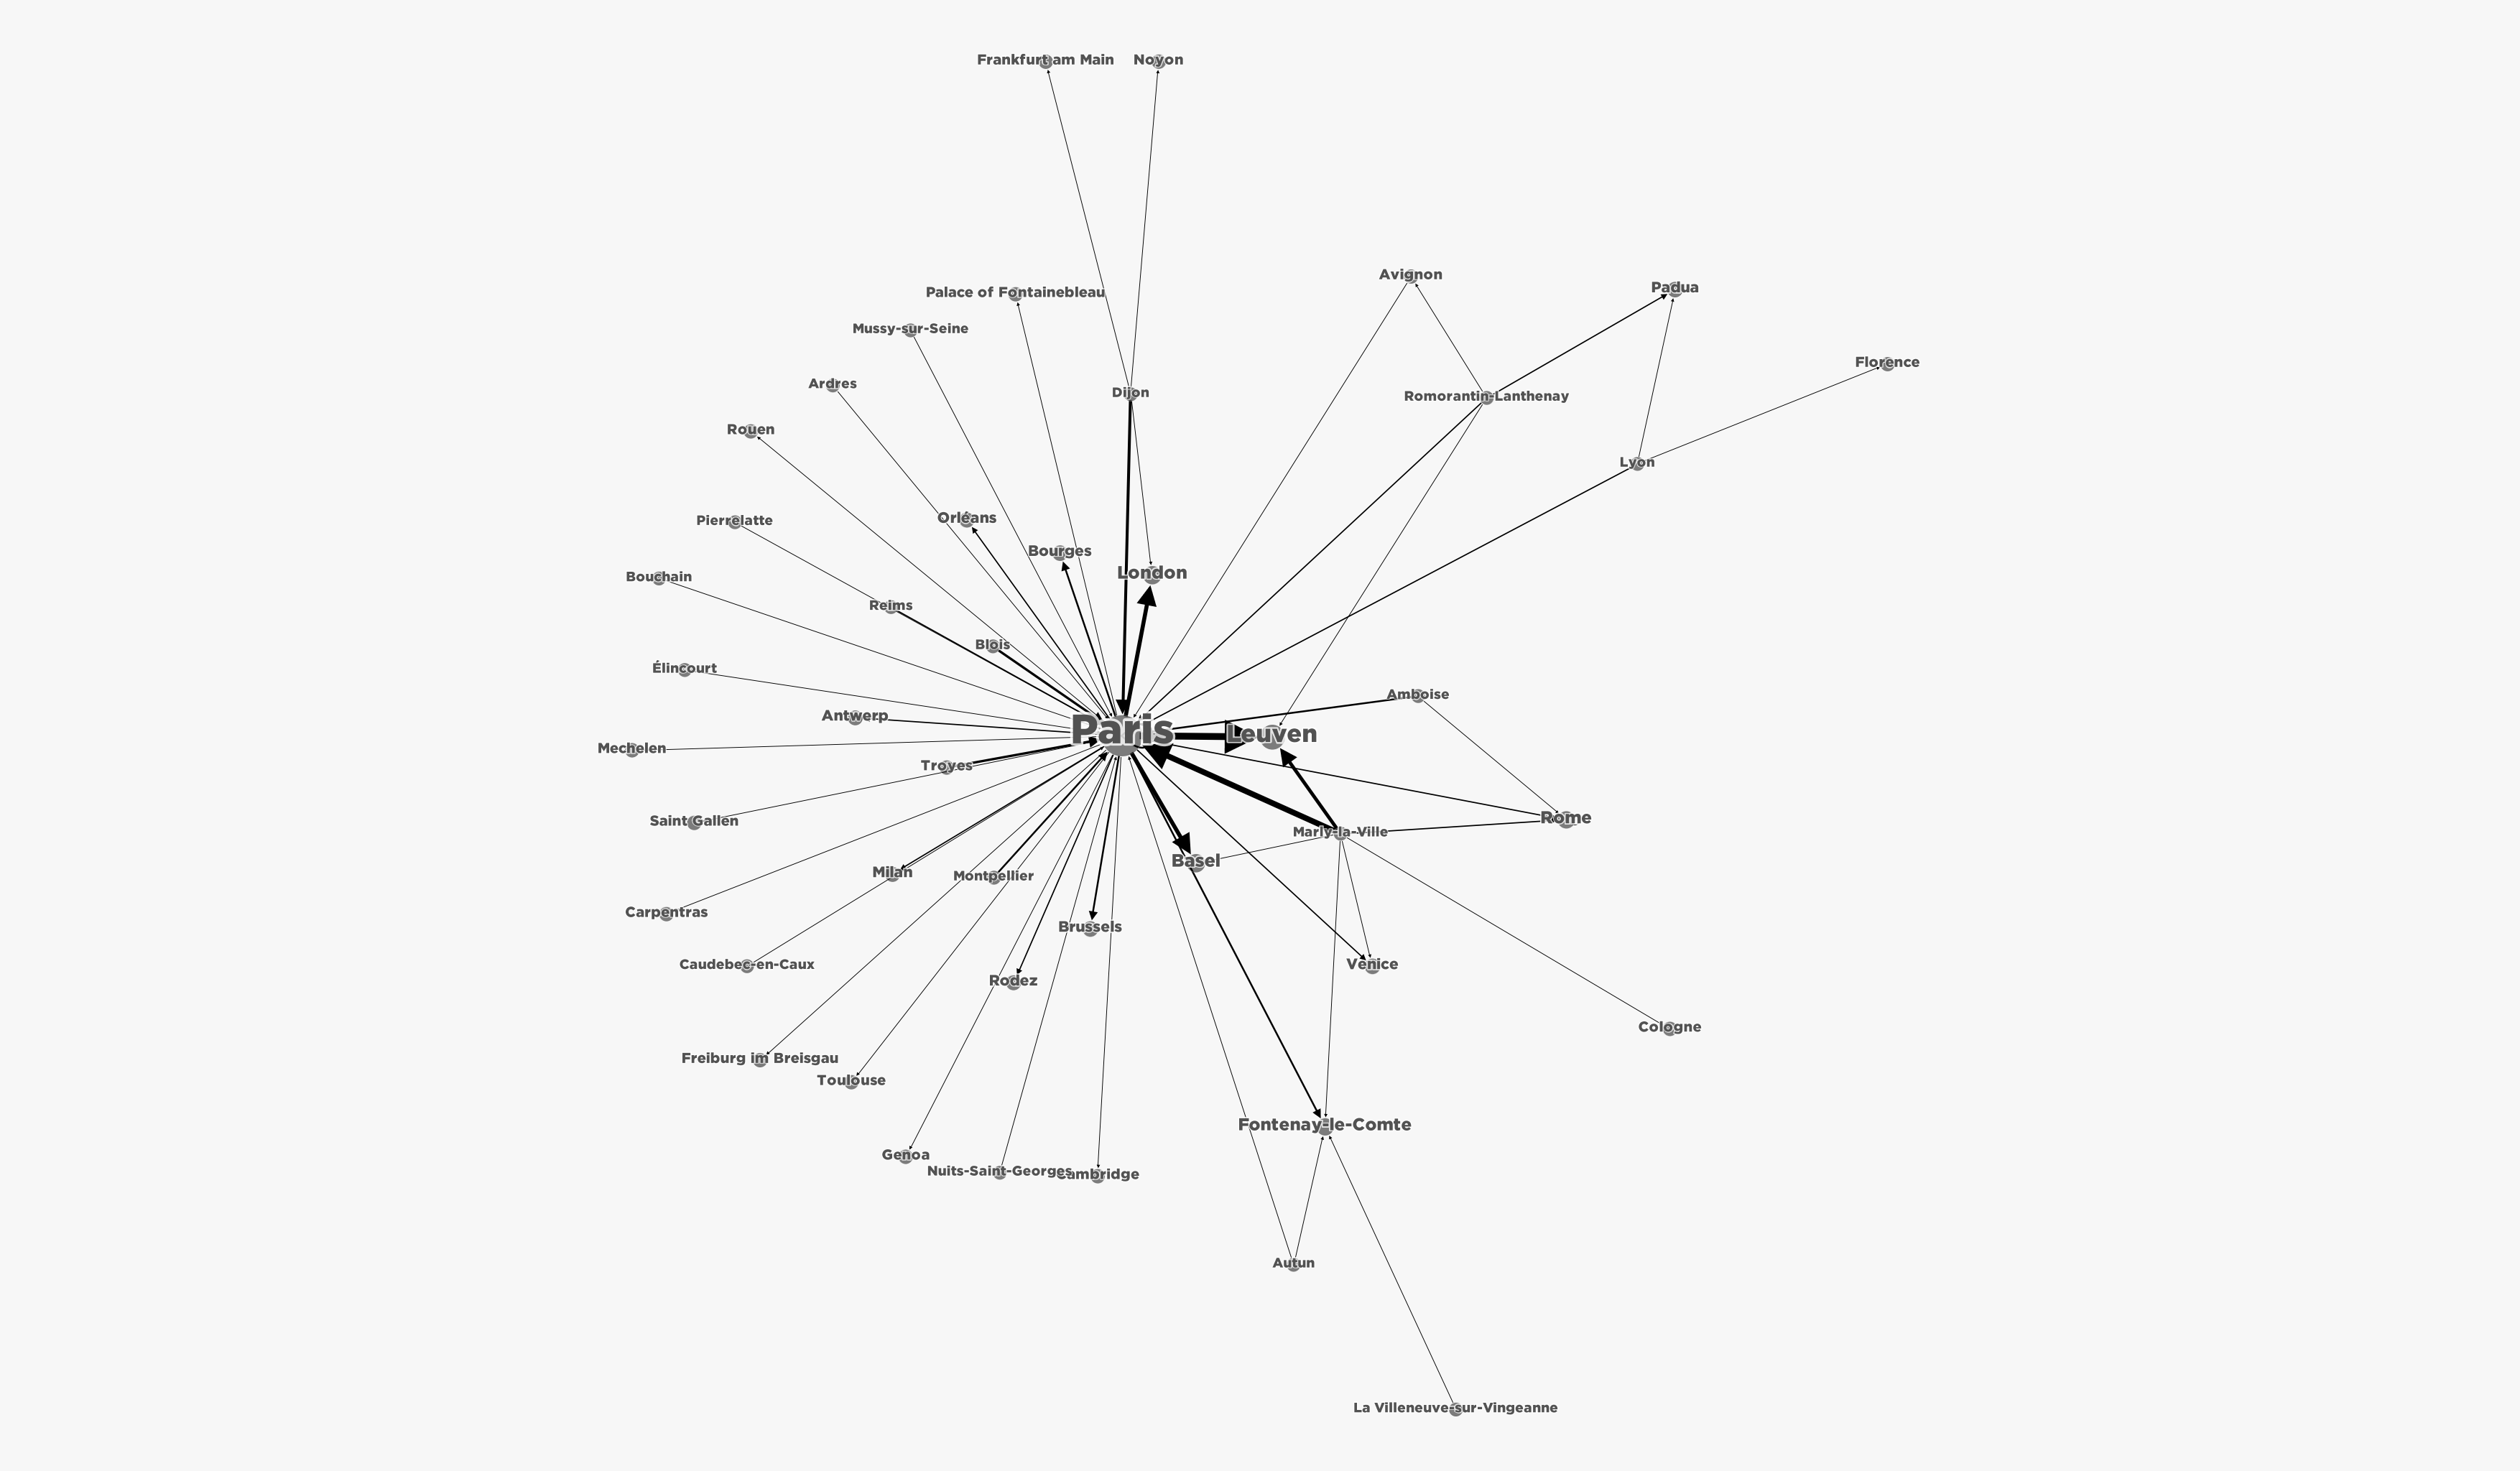 Frankfurt am Main
Noyon
Avignon
Padua
Palace of Fontainebleau
Mussy-sur-Seine
Florence
Ardres
Dijon
Romorantin-Lanthenay
Rouen
Lyon
Orléans
Pierrelatte
Bourges
London
Bouchain
Reims
Blois
Élincourt
Amboise
Antwerp
Paris
Leuven
Mechelen
Troyes
Saint Gallen
Rome
Marly-la-Ville
Basel
Milan
Montpellier
Carpentras
Brussels
Caudebec-en-Caux
Venice
Rodez
Cologne
Freiburg im Breisgau
Toulouse
Fontenay-le-Comte
Genoa
Nuits-Saint-Georges
Cambridge
Autun
La Villeneuve-sur-Vingeanne